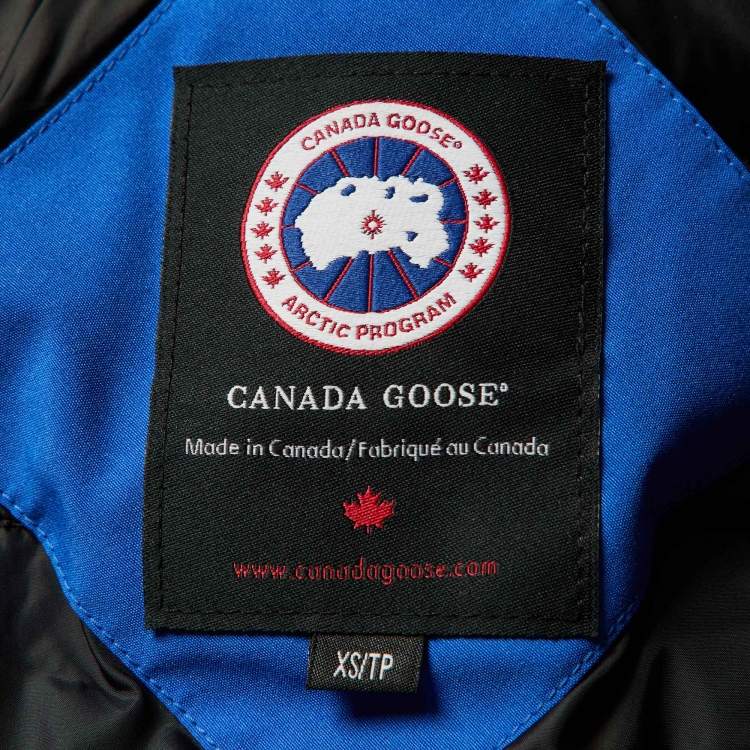 CANADA GOOSE®
ARCTIC PROGRAM
CANADA GOOSE®
Made in Canada/Fabriqué au Canada
www.canadagoose.com
XS/TP